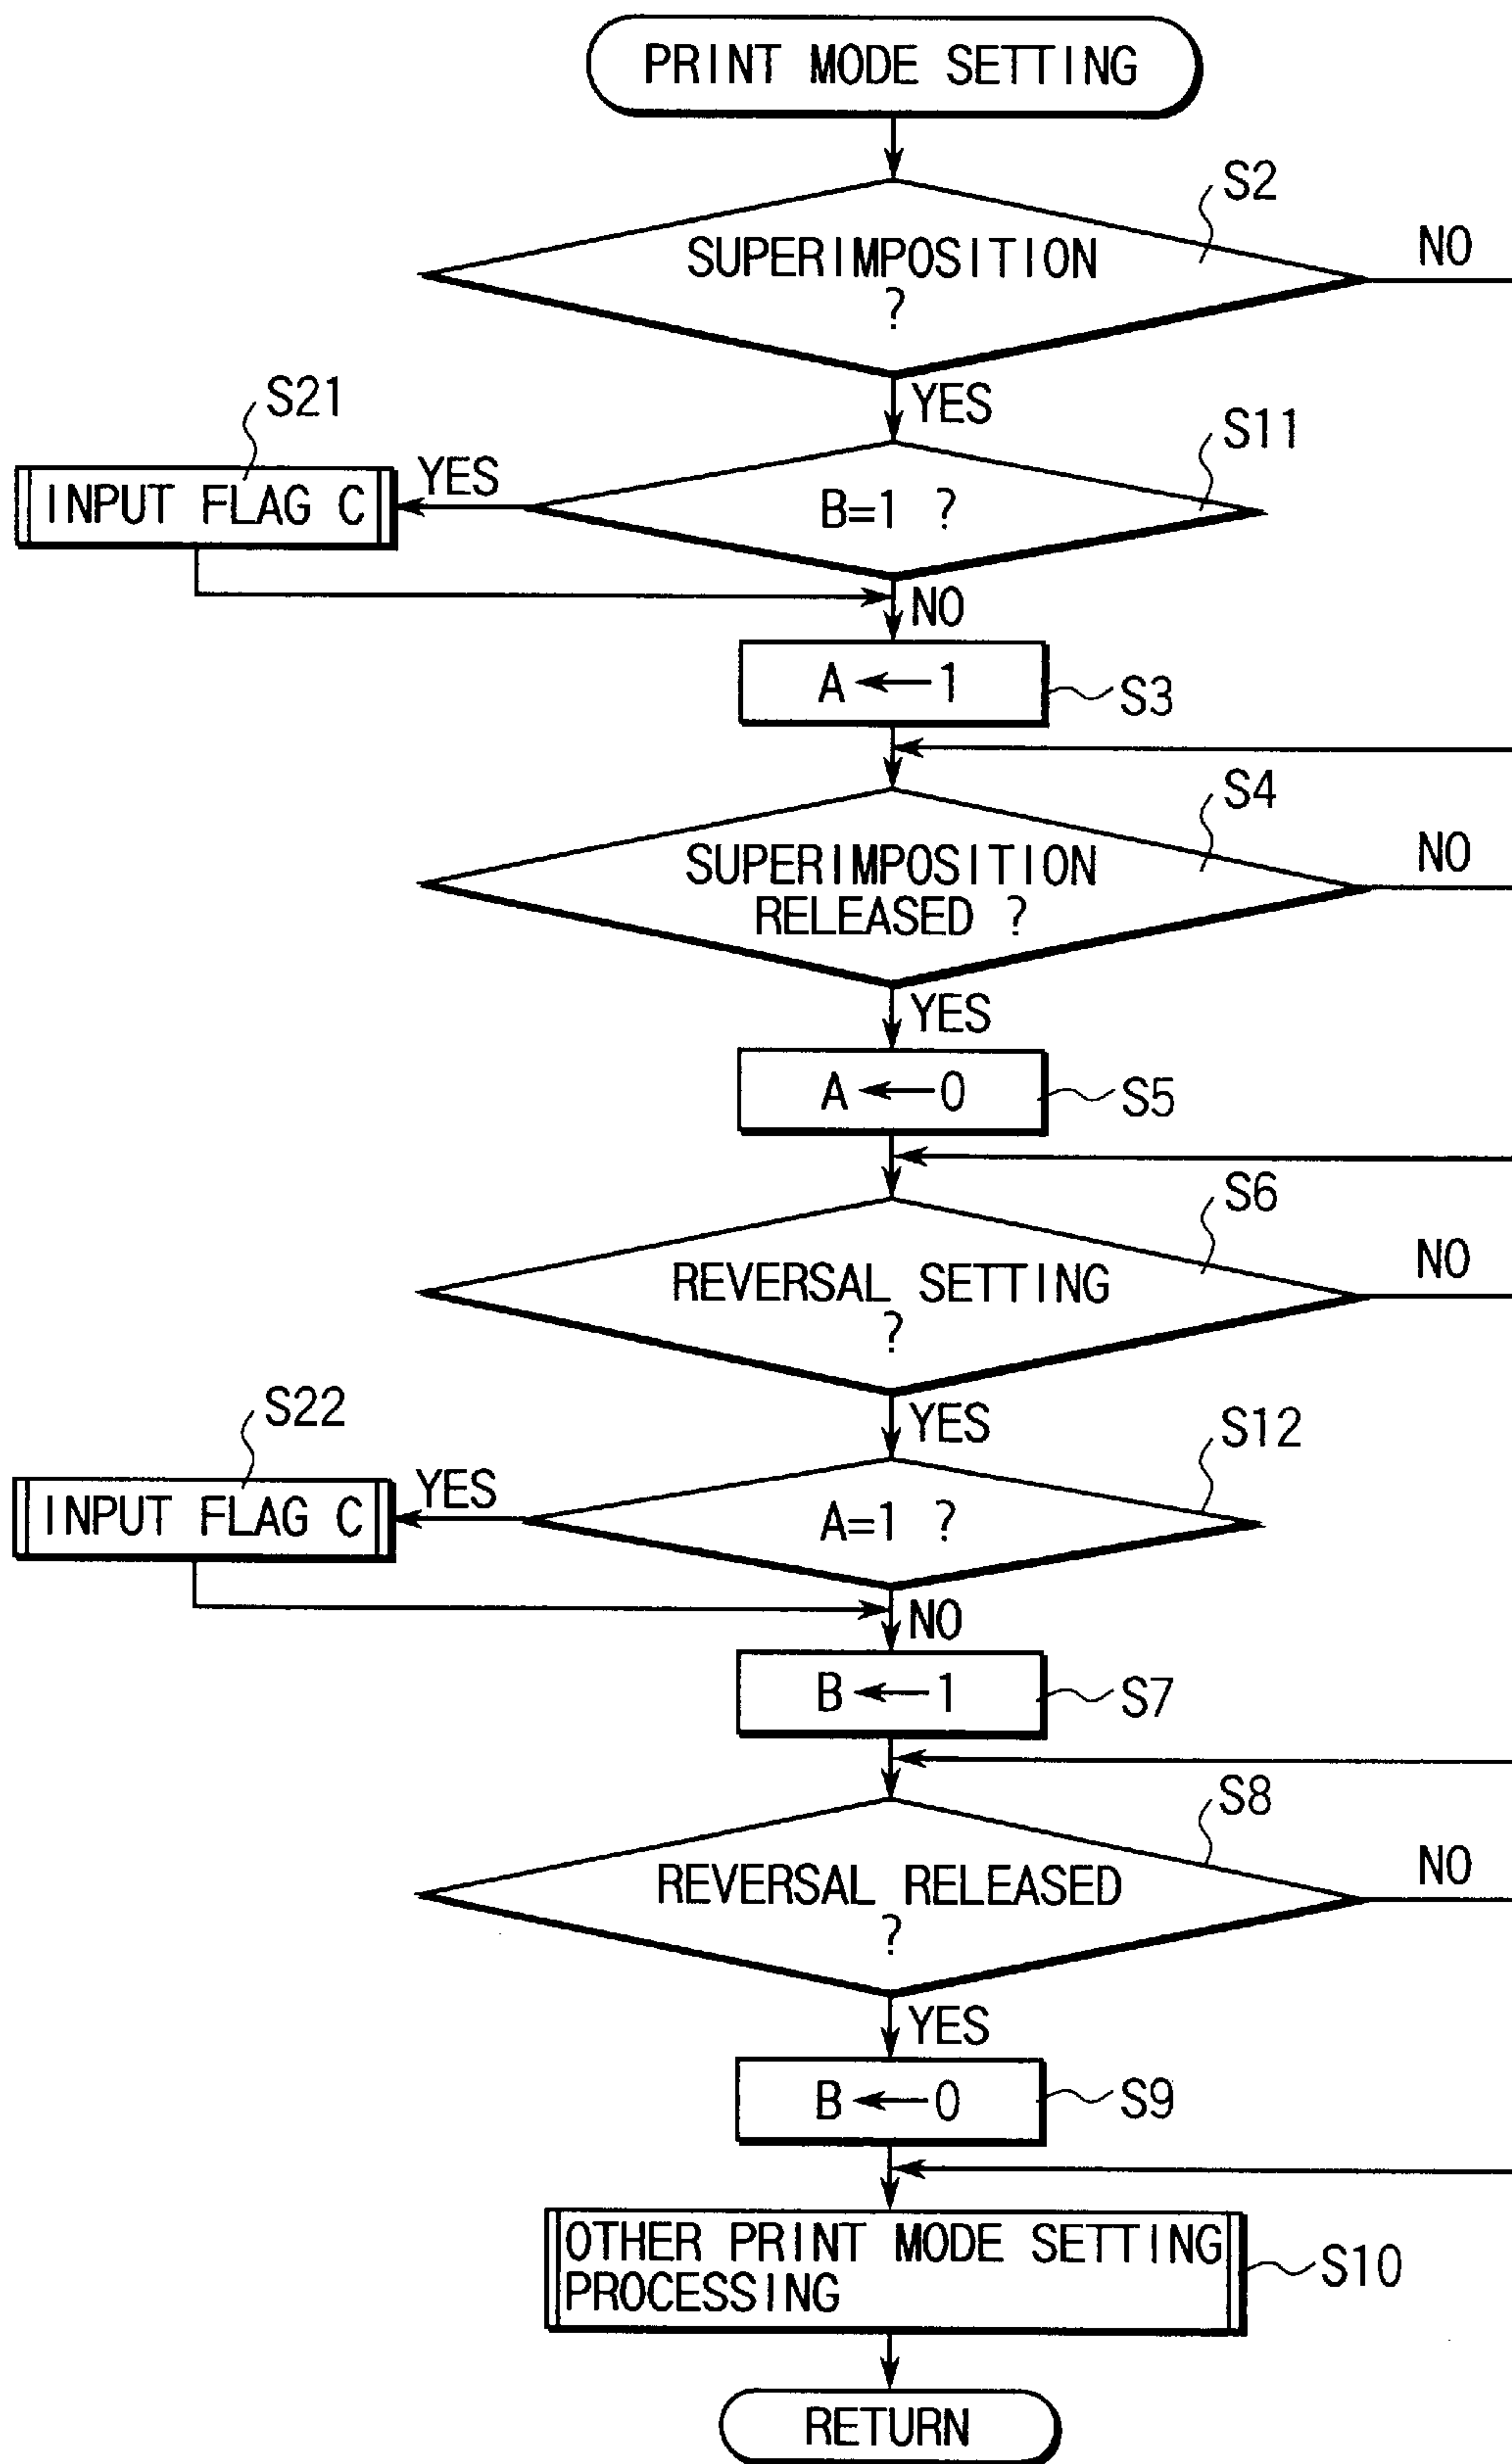 PRINT MODE SETTING
S2
SUPERIMPOSITION
?
NO
YES
S21
S11
INPUT FLAG C
YES
B=1 ?
NO
A←1
S3
S4
SUPERIMPOSITION
RELEASED ?
NO
YES
A←0
S5
S6
REVERSAL SETTING
?
NO
YES
S22
S12
INPUT FLAG C
YES
A=1 ?
NO
B←1
S7
S8
REVERSAL RELEASED
?
NO
YES
B←0
S9
OTHER PRINT MODE SETTING
PROCESSING
S10
RETURN